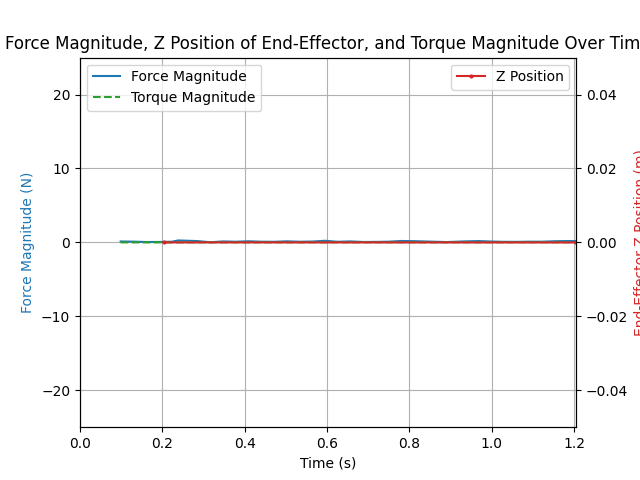 Force Magnitude, Z Position of End-Effector, and Torque Magnitude Over Tim
Force Magnitude
Torque Magnitude
Z Position
20
10
0
−10
−20
Force Magnitude (N)
0.04
0.02
0.00
−0.02
−0.04
End-Effector Z Position (m)
0.0 0.2 0.4 0.6 0.8 1.0 1.2
Time (s)